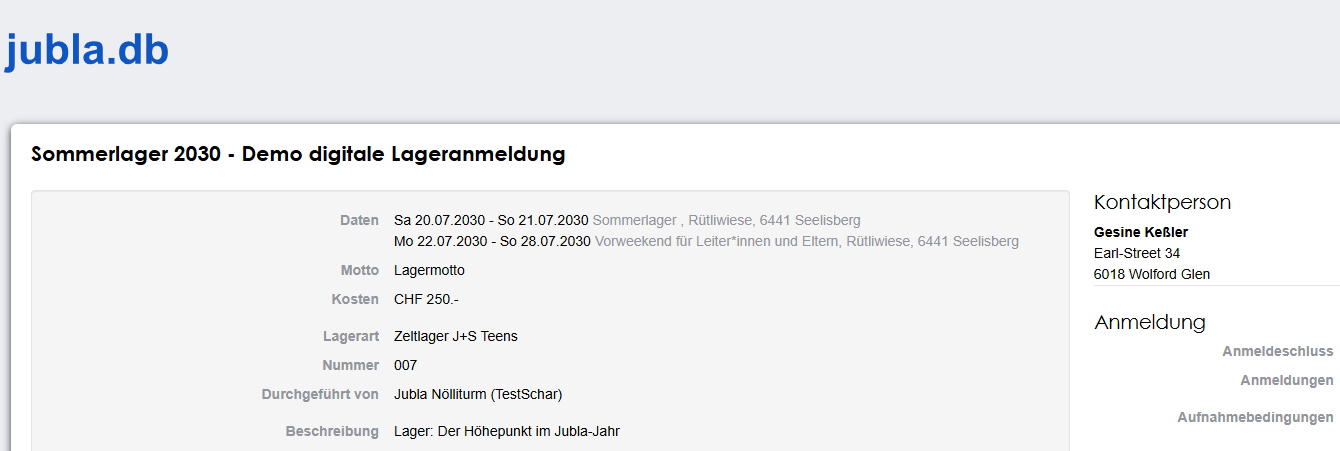 jubla.db
Sommerlager 2030 - Demo digitale Lageranmeldung
Daten Sa 20.07.2030 - So 21.07.2030 Sommerlager , Rütliwiese, 6441 Seelisberg
Mo 22.07.2030 - So 28.07.2030 Vorweekend für Leiter*innen und Eltern, Rütliwiese, 6441 Seelisberg
Motto Lagermotto
Kosten CHF 250.-
Lagerart Zeltlager J+S Teens
Nummer 007
Durchgeführt von Jubla Nölliturm (TestSchar)
Beschreibung Lager: Der Höhepunkt im Jubla-Jahr
Kontaktperson
Gesine Keßler
Earl-Street 34
6018 Wolford Glen
Anmeldung
Anmeldeschluss
Anmeldungen
Aufnahmebedingungen